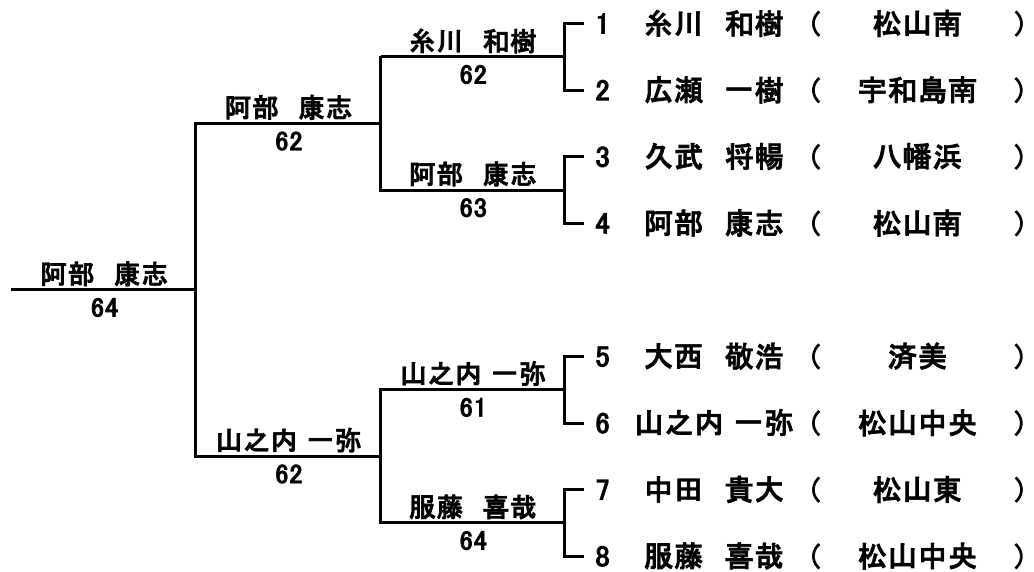 糸川 和樹
62
1 糸川 和樹 ( 松山南 )
2 広瀬 一樹 ( 宇和島南 )
阿部 康志
62
3 久武 将暢 ( 八幡浜 )
阿部 康志
63
4 阿部 康志 ( 松山南 )
阿部 康志
64
5 大西 敬浩 ( 済美 )
山之内 一弥
61
6 山之内 一弥 ( 松山中央 )
山之内 一弥
62
7 中田 貴大 ( 松山東 )
服藤 喜哉
64
8 服藤 喜哉 ( 松山中央 )